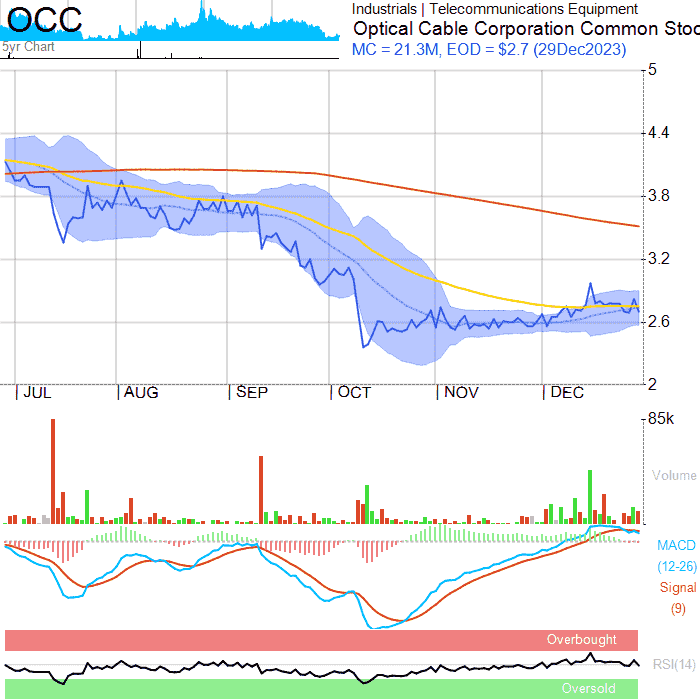 OCC
5yr Chart
Industrials | Telecommunications Equipment
Optical Cable Corporation Common Stoc
MC = 21.3M, EOD = $2.7 (29Dec2023)
5
4.4
3.8
3.2
2.6
2
| JUL | AUG | SEP | OCT | NOV | DEC
85k
Volume
MACD
(12-26)
Signal
(9)
Overbought
RSI(14)
Oversold